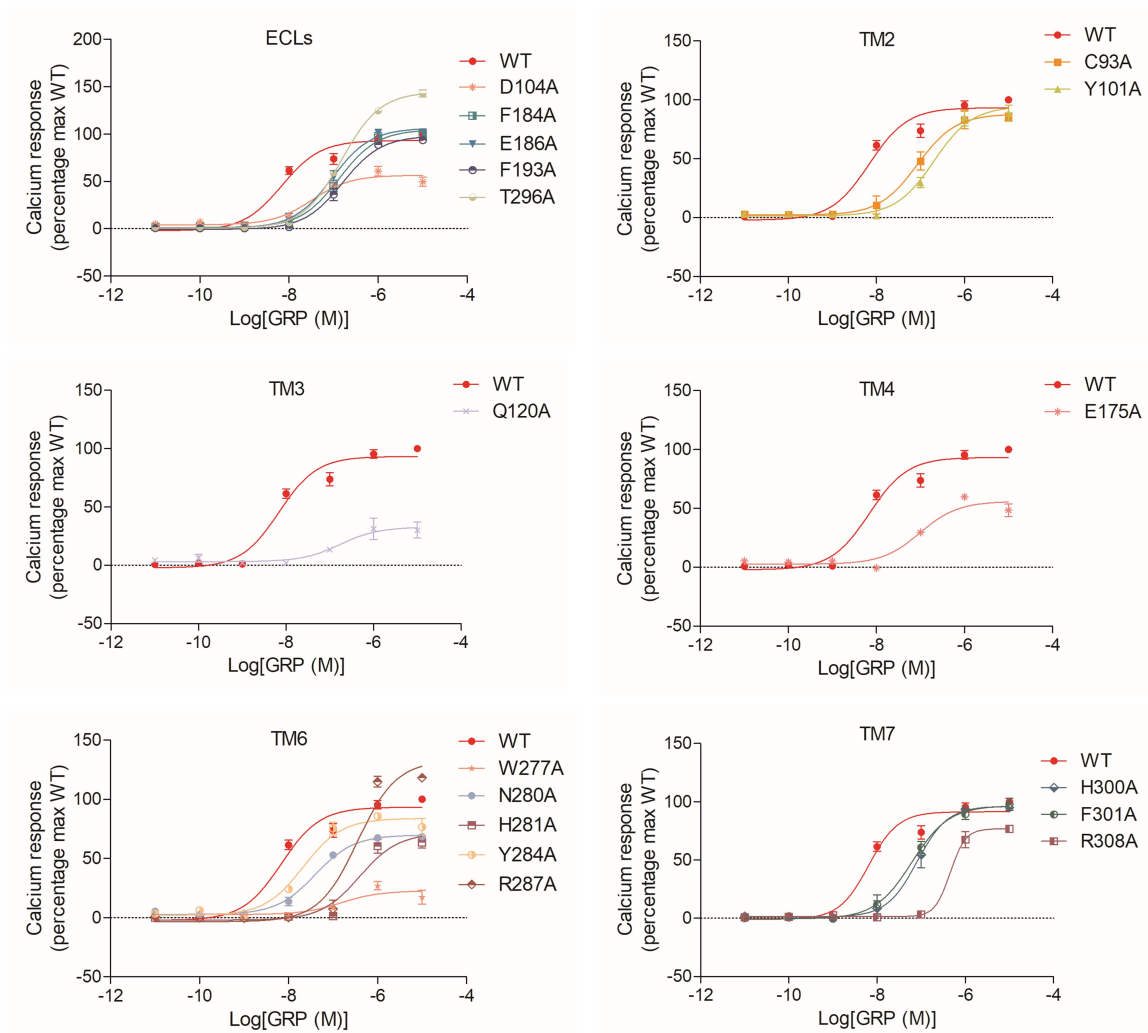 ECLs
200
150
100
50
0
-50
-12
-10
-8
-6
-4
Calcium response
(percentage max WT)
Log[GRP (M)]
WT
D104A
F184A
E186A
F193A
T296A
TM2
150
100
50
0
-50
-12
-10
-8
-6
-4
Calcium response
(percentage max WT)
Log[GRP (M)]
WT
C93A
Y101A
TM3
150
100
50
0
-50
-12
-10
-8
-6
-4
Calcium response
(percentage max WT)
Log[GRP (M)]
WT
Q120A
TM4
150
100
50
0
-50
-12
-10
-8
-6
-4
Calcium response
(percentage max WT)
Log[GRP (M)]
WT
E175A
TM6
150
100
50
0
-50
-12
-10
-8
-6
-4
Calcium response
(percentage max WT)
Log[GRP (M)]
WT
W277A
N280A
H281A
Y284A
R287A
TM7
150
100
50
0
-50
-12
-10
-8
-6
-4
Calcium response
(percentage max WT)
Log[GRP (M)]
WT
H300A
F301A
R308A